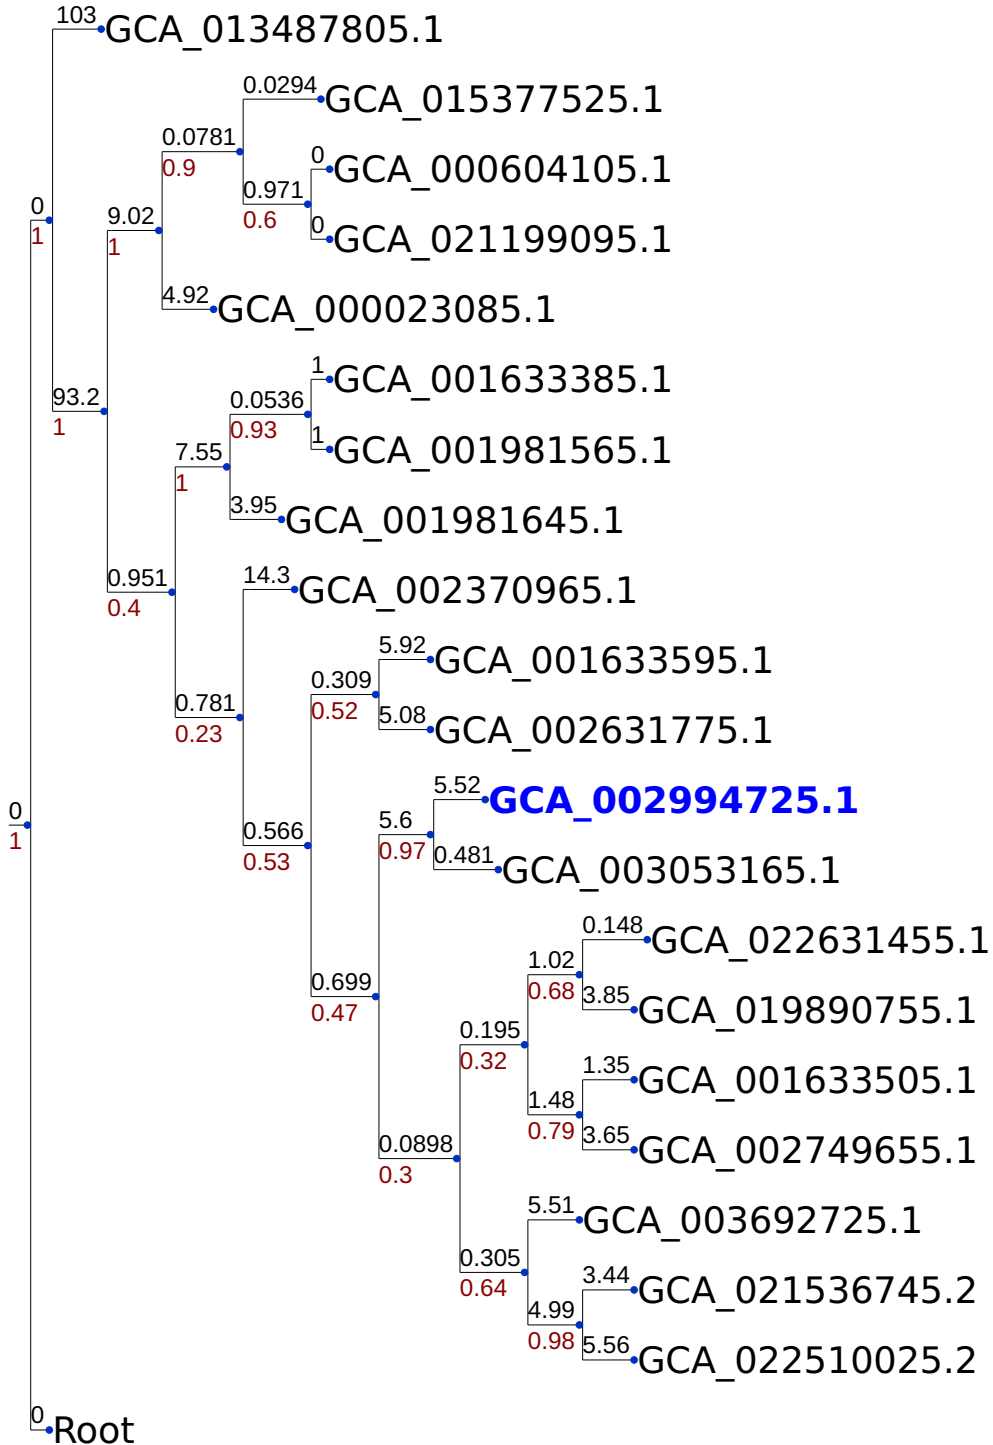 103
GCA_013487805.1
0.0294
GCA_015377525.1
0.0781
0.9
0
GCA_000604105.1
0.971
0.6
0
GCA_021199095.1
0
1
9.02
1
4.92
GCA_000023085.1
1
GCA_001633385.1
0.0536
0.93
1
GCA_001981565.1
93.2
1
7.55
1
3.95
GCA_001981645.1
0.951
0.4
14.3
GCA_002370965.1
5.92
GCA_001633595.1
0.309
0.52
5.08
GCA_002631775.1
0.781
0.23
5.52
GCA_002994725.1
5.6
0.97
0.481
GCA_003053165.1
0
1
0.566
0.53
0.148
GCA_022631455.1
1.02
0.68
3.85
GCA_019890755.1
0.699
0.47
0.195
0.32
1.35
GCA_001633505.1
1.48
0.79
3.65
GCA_002749655.1
0.0898
0.3
5.51
GCA_003692725.1
0.305
0.64
3.44
GCA_021536745.2
4.99
0.98
5.56
GCA_022510025.2
0
Root